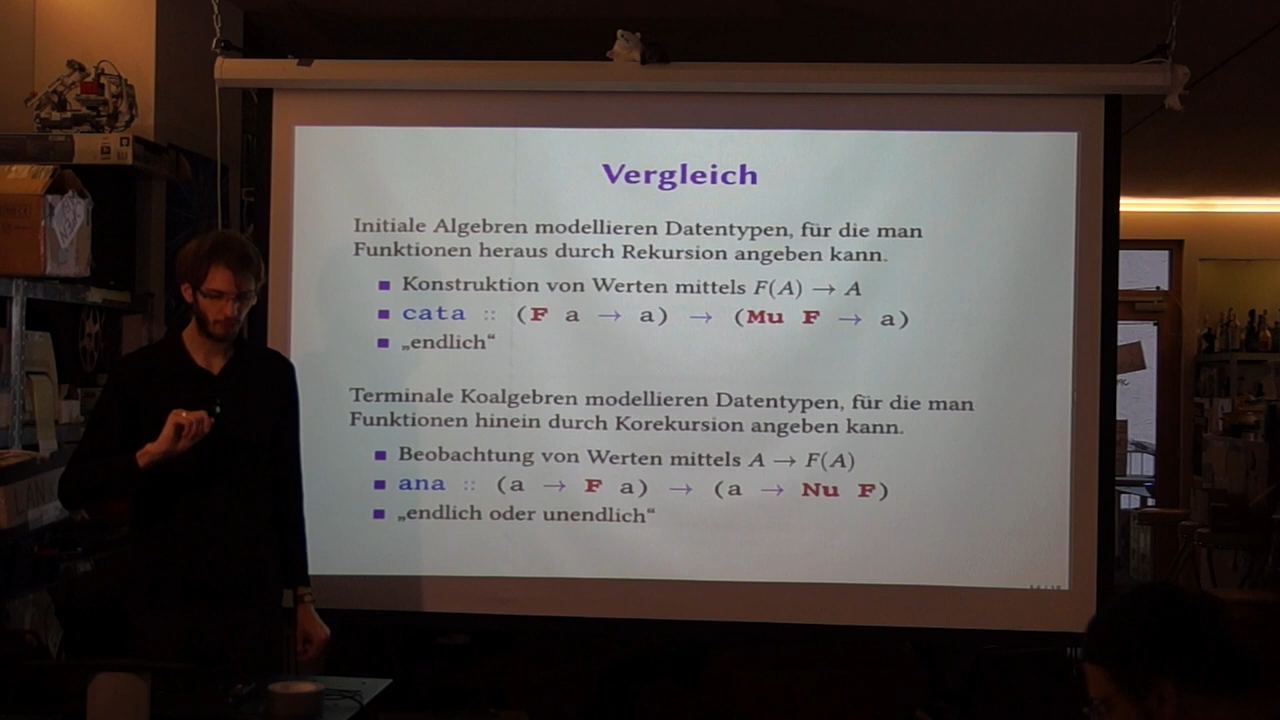 Vergleich
Initiale Algebren modellieren Datentypen, für die man
Funktionen heraus durch Rekursion angeben kann.
■ Konstruktion von Werten mittels F(A) → A
■ cata :: (F a → a) → (Mu F → a)
■ „endlich“
Terminale Koalgebren modellieren Datentypen, für die man
Funktionen hinein durch Korekursion angeben kann.
■ Beobachtung von Werten mittels A → F(A)
■ ana :: (a → F a) → (a → Nu F)
■ „endlich oder unendlich“